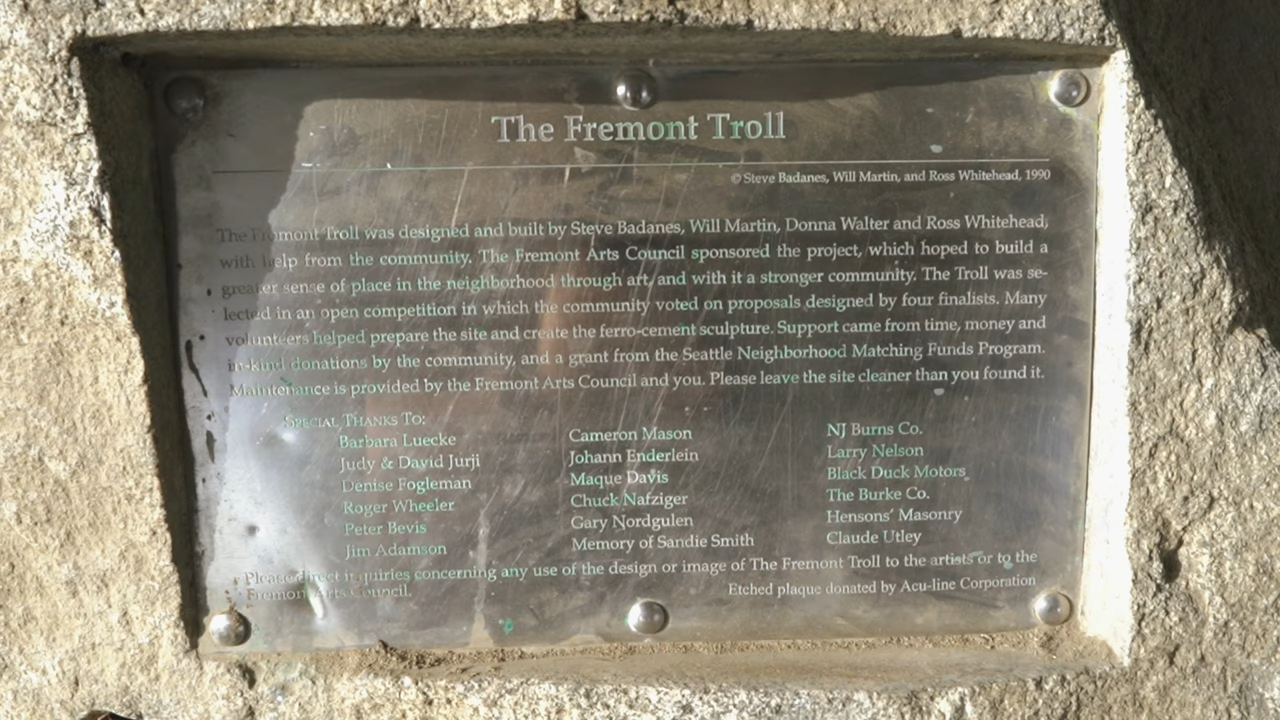 The Fremont Troll
© Steve Badanes, Will Martin, and Ross Whitehead, 1990
The Fremont Troll was designed and built by Steve Badanes, Will Martin, Donna Walter and Ross Whitehead,
with help from the community. The Fremont Arts Council sponsored the project, which hoped to build a
greater sense of place in the neighborhood through art, and with it a stronger community. The Troll was se-
lected in an open competition in which the community voted on proposals designed by four finalists. Many
volunteers helped prepare the site and create the ferro-cement sculpture. Support came from time, money and
in-kind donations by the community, and a grant from the Seattle Neighborhood Matching Funds Program.
Maintenance is provided by the Fremont Arts Council and you. Please leave the site cleaner than you found it.
Special Thanks To:
Barbara Luecke
Judy & David Jurji
Denise Fogleman
Roger Wheeler
Peter Bevis
Jim Adamson
Cameron Mason
Johann Enderlein
Maque Davis
Chuck Nafziger
Gary Nordgulen
Memory of Sandie Smith
NJ Burns Co.
Larry Nelson
Black Duck Motors
The Burke Co.
Hensons' Masonry
Claude Utley
Please direct inquiries concerning any use of the design or image of The Fremont Troll to the artists or to the
Fremont Arts Council.
Etched plaque donated by Acu-line Corporation